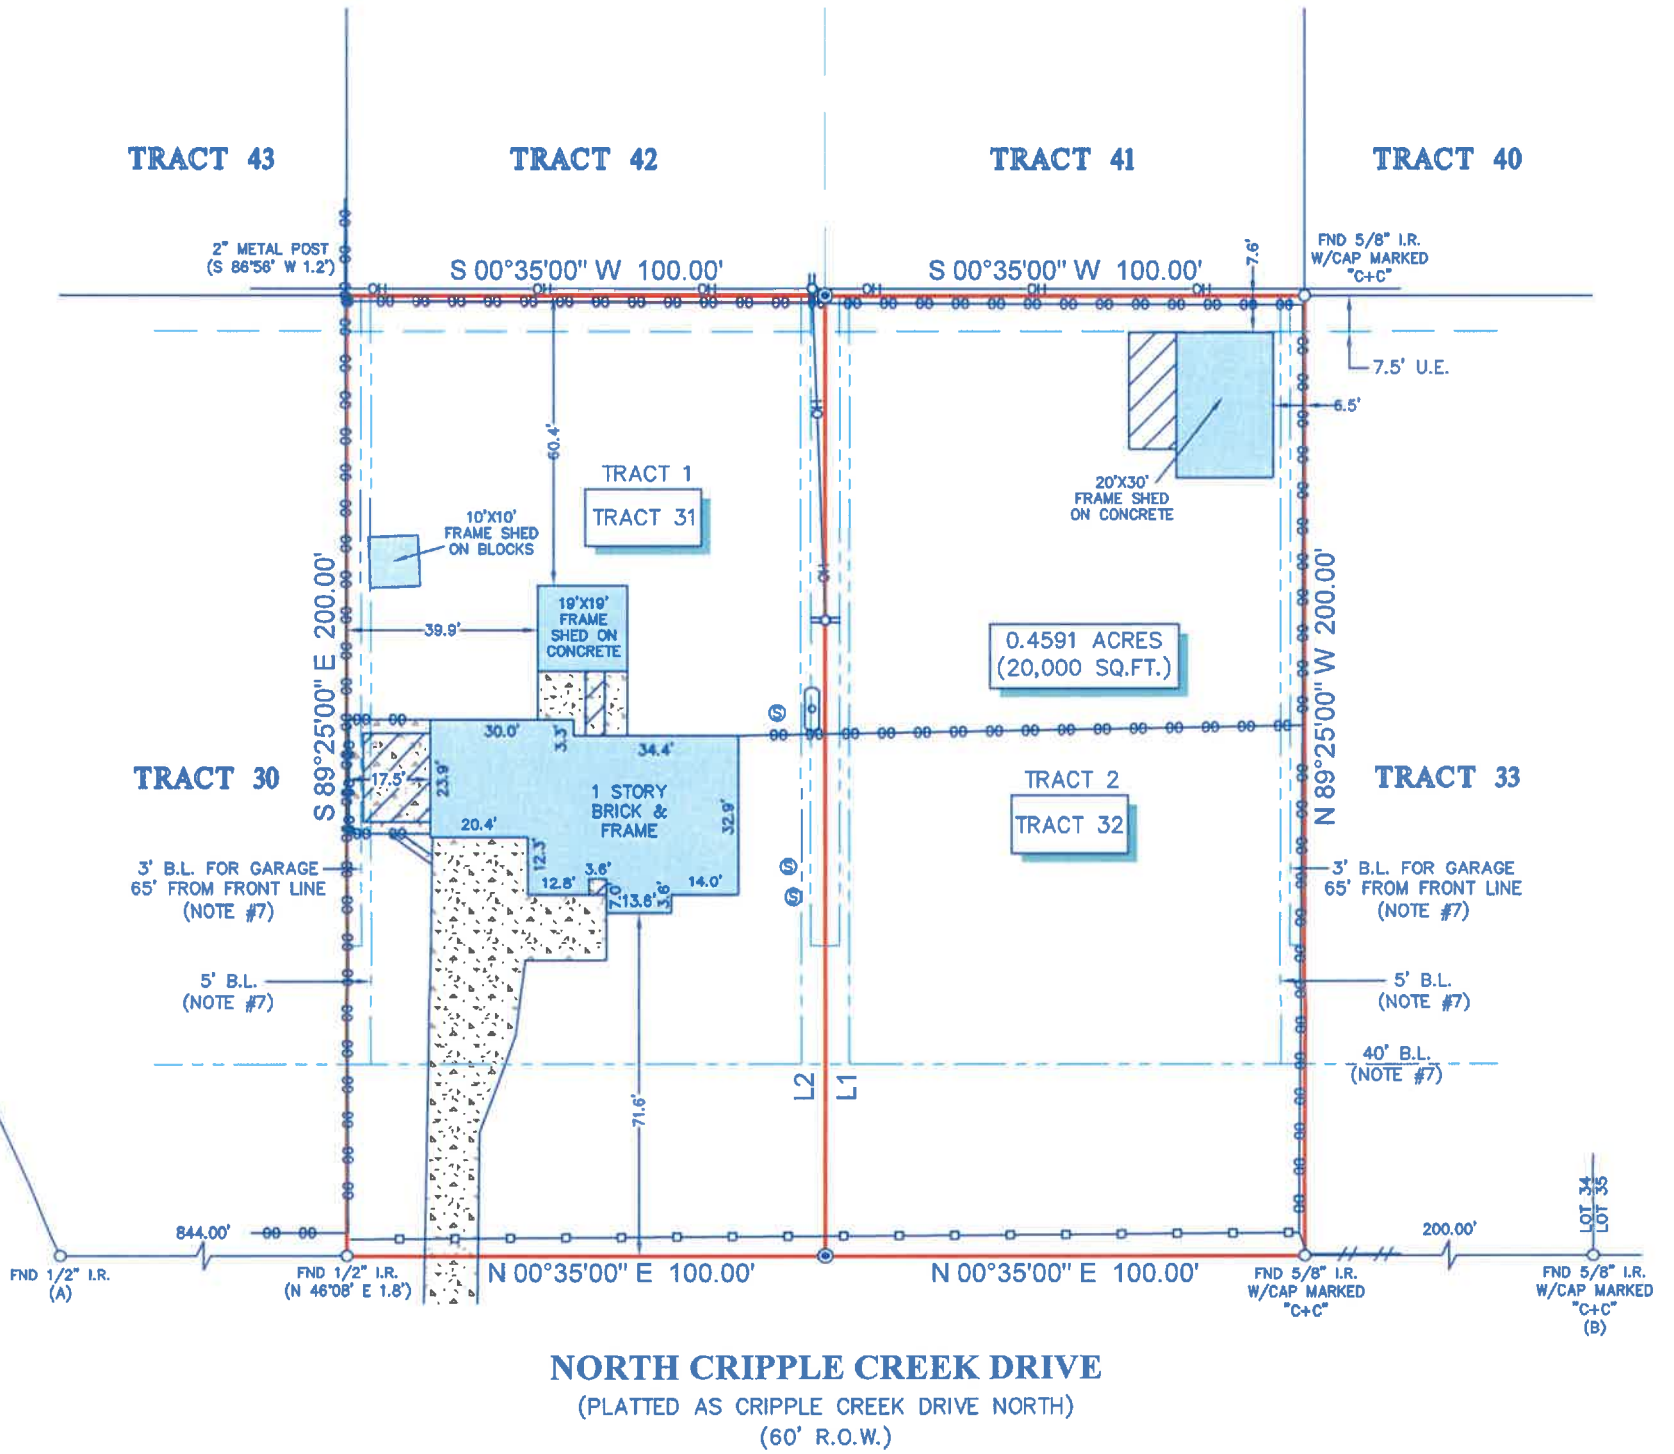 TRACT 43
TRACT 42
TRACT 41
TRACT 40
2" METAL POST
(S 86°56' W 1.2')
S 00°35'00" W 100.00'
S 00°35'00" W 100.00'
7.6'
FND 5/8" I.R.
W/CAP MARKED
"C+C"
OH
OH
OH
OH
OH
OH
7.5' U.E.
6.5'
OH
60.4'
TRACT 1
TRACT 31
20'X30'
FRAME SHED
ON CONCRETE
10'X10'
FRAME SHED
ON BLOCKS
OH
S 89°25'00" E 200.00'
19'X19'
FRAME
SHED ON
CONCRETE
39.9'
0.4591 ACRES
(20,000 SQ.FT.)
N 89°25'00" W 200.00'
S
30.0'
3.3'
34.4'
TRACT 30
17.5'
23.9'
1 STORY
BRICK &
FRAME
32.9'
TRACT 2
TRACT 32
TRACT 33
20.4'
12.3'
3' B.L. FOR GARAGE
65' FROM FRONT LINE
(NOTE #7)
3.6'
12.8'
7.0'
13.8'
3.6'
14.0'
S
S
3' B.L. FOR GARAGE
65' FROM FRONT LINE
(NOTE #7)
5' B.L.
(NOTE #7)
5' B.L.
(NOTE #7)
40' B.L.
(NOTE #7)
L2
L1
71.6'
LOT 34
LOT 35
844.00'
200.00'
FND 1/2" I.R.
(A)
FND 1/2" I.R.
(N 46°08' E 1.8')
N 00°35'00" E 100.00'
N 00°35'00" E 100.00'
FND 5/8" I.R.
W/CAP MARKED
"C+C"
FND 5/8" I.R.
W/CAP MARKED
"C+C"
(B)
NORTH CRIPPLE CREEK DRIVE
(PLATTED AS CRIPPLE CREEK DRIVE NORTH)
(60' R.O.W.)